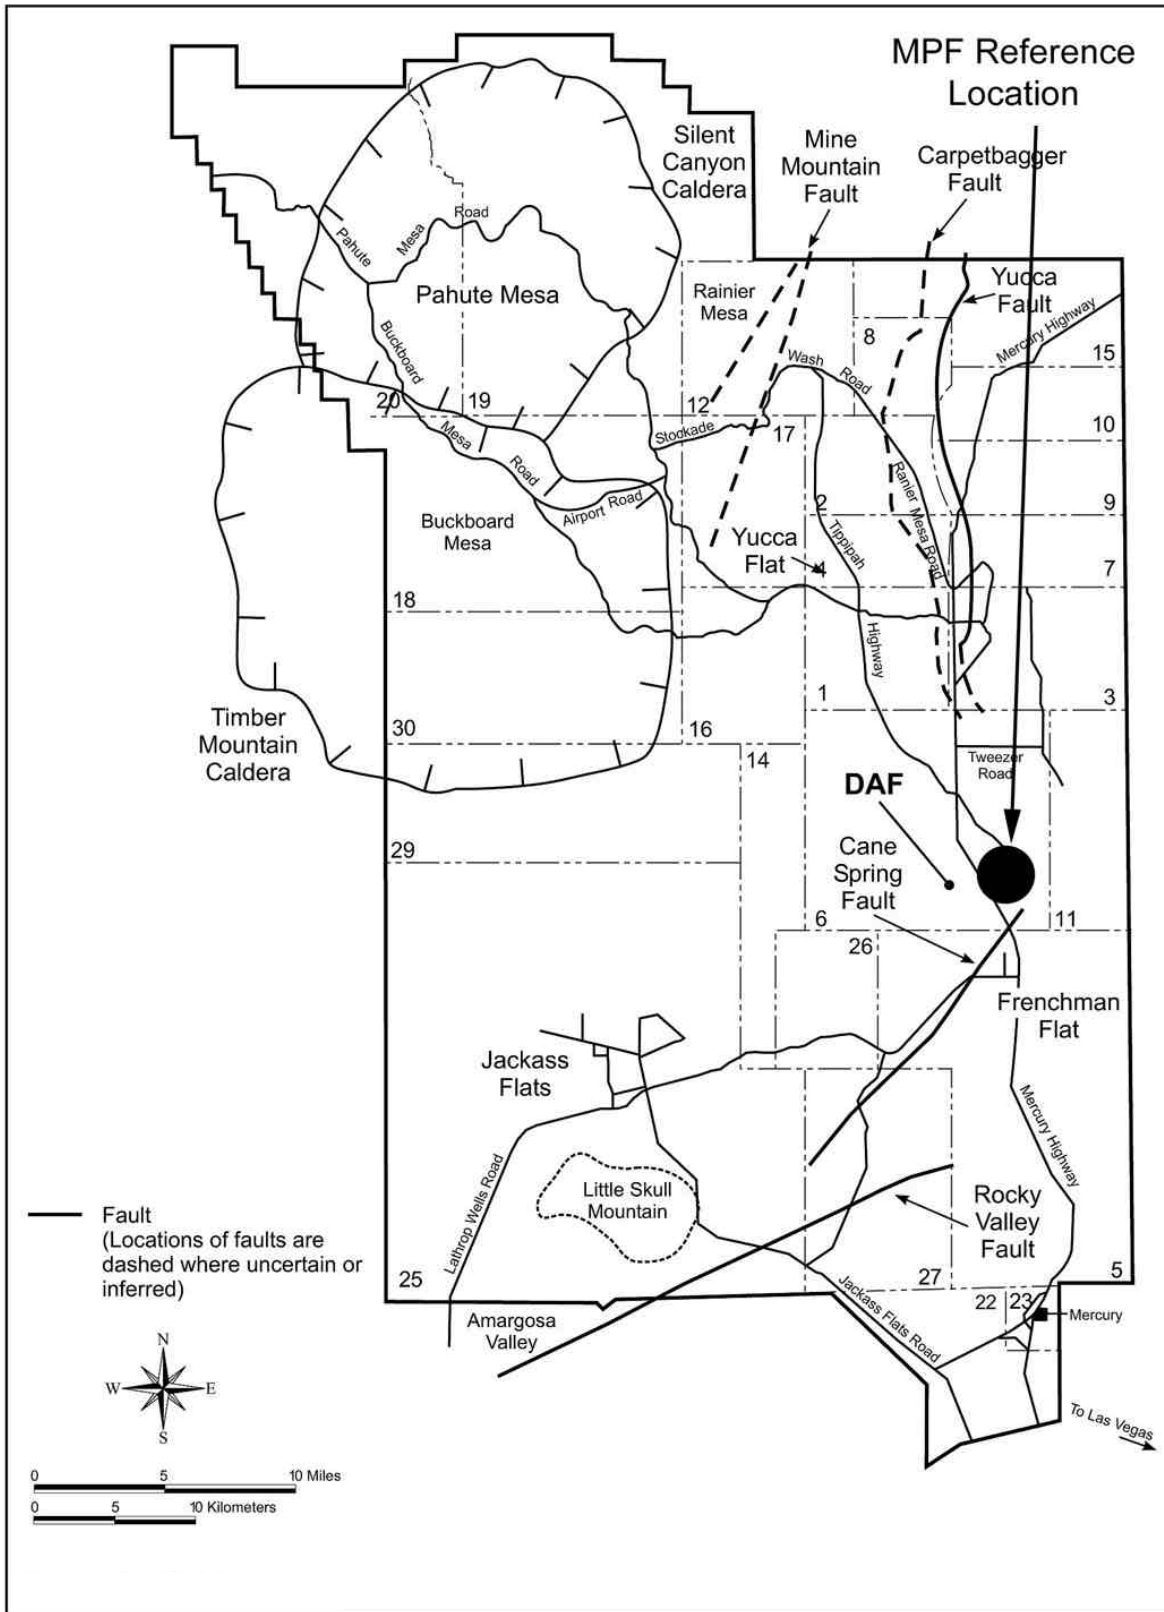 MPF Reference
Location
Silent
Canyon
Caldera
Mine
Mountain
Fault
Carpetbagger
Fault
Pahute
Mesa
Road
Pahute Mesa
Rainier
Mesa
Yucca
Fault
Mercury Highway
8
15
Buckboard
Mesa
Road
Wash
Road
20
19
12
17
10
Stockade
Airport Road
Buckboard
Mesa
2
Tippipah
Highway
Ranier Mesa Road
9
Yucca
Flat
4
7
18
1
3
Timber
Mountain
Caldera
30
16
14
Tweezer
Road
DAF
29
Cane
Spring
Fault
6
11
26
Frenchman
Flat
Jackass
Flats
Mercury Highway
Lathrop Wells Road
Little Skull
Mountain
Rocky
Valley
Fault
Fault
(Locations of faults are
dashed where uncertain or
inferred)
25
27
5
22
23
Mercury
Jackass Flats Road
Amargosa
Valley
N
W
E
S
To Las Vegas
0 5 10 Miles
0 5 10 Kilometers